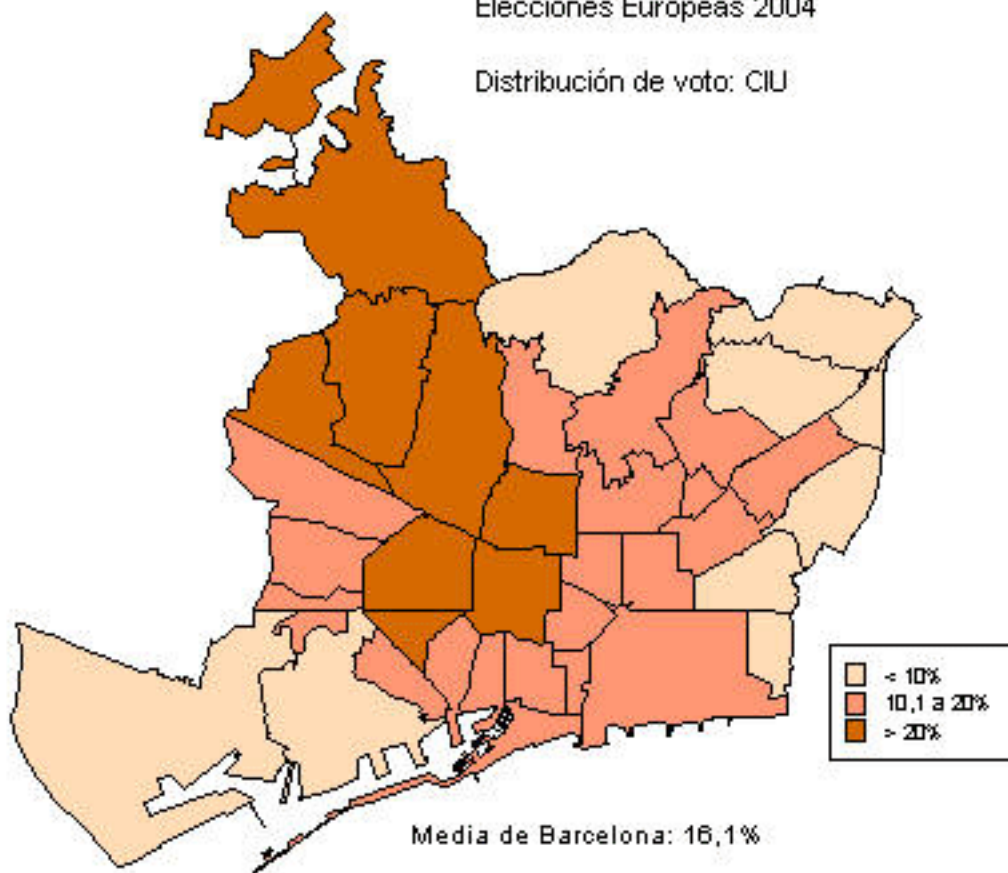 Elecciones Europeas 2004
Distribución de voto: CIU
< 10%
10,1 a 20%
> 20%
Media de Barcelona: 16,1%